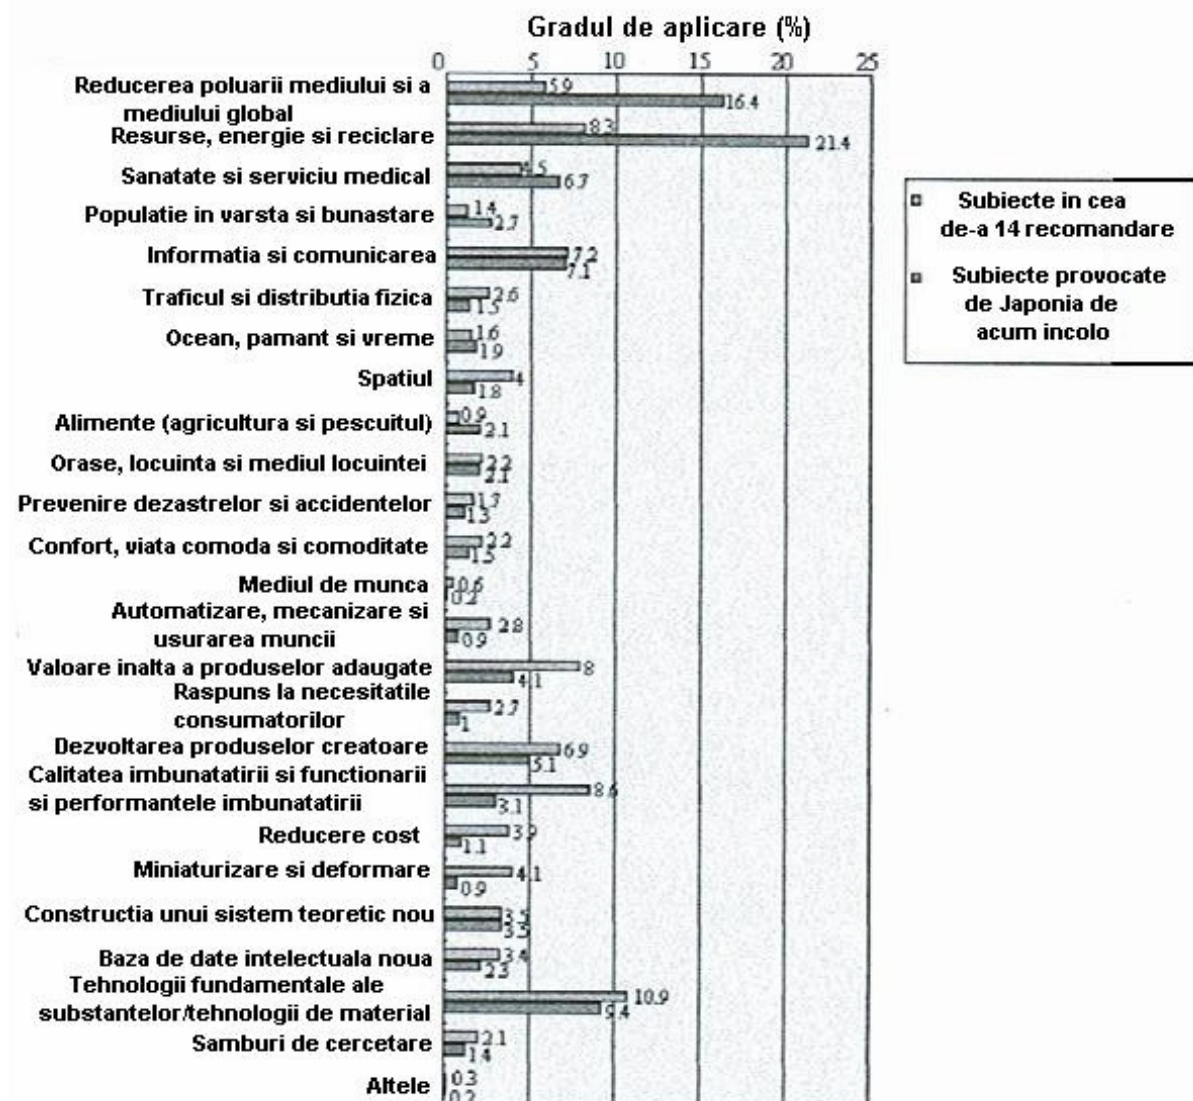 Gradul de aplicare (%)
0 5 10 15 20 25
Reducerea poluarii mediului si a
mediului global
5.9
16.4
Resurse, energie si reciclare
8.3
21.4
Sanatate si serviciu medical
4.5
6.7
Populatie in varsta si bunastare
1.4
2.7
Informatia si comunicarea
7.2
7.1
Traficul si distributia fizica
2.6
1.5
Ocean, pamant si vreme
1.6
1.9
Spatiul
4
1.8
Alimente (agricultura si pescuitul)
0.9
2.1
Orase, locuinta si mediul locuintei
2.2
2.1
Prevenire dezastrelor si accidentelor
1.7
1.3
Confort, viata comoda si comoditate
2.2
1.5
Mediul de munca
0.6
0.2
Automatizare, mecanizare si
usurarea muncii
2.8
0.9
Valoare inalta a produselor adaugate
8
4.1
Raspuns la necesitatile
consumatorilor
2.7
1
Dezvoltarea produselor creatoare
6.9
5.1
Calitatea imbunatatirii si functionarii
si performantele imbunatatirii
8.6
3.1
Reducere cost
3.9
1.1
Miniaturizare si deformare
4.1
0.9
Constructia unui sistem teoretic nou
3.5
3.5
Baza de date intelectuala noua
3.4
2.3
Tehnologii fundamentale ale
substantelor/tehnologii de material
10.9
9.4
Samburi de cercetare
2.1
1.4
Altele
0.3
0.2
Subiecte in cea
de-a 14 recomandare
Subiecte provocate
de Japonia de
acum incolo